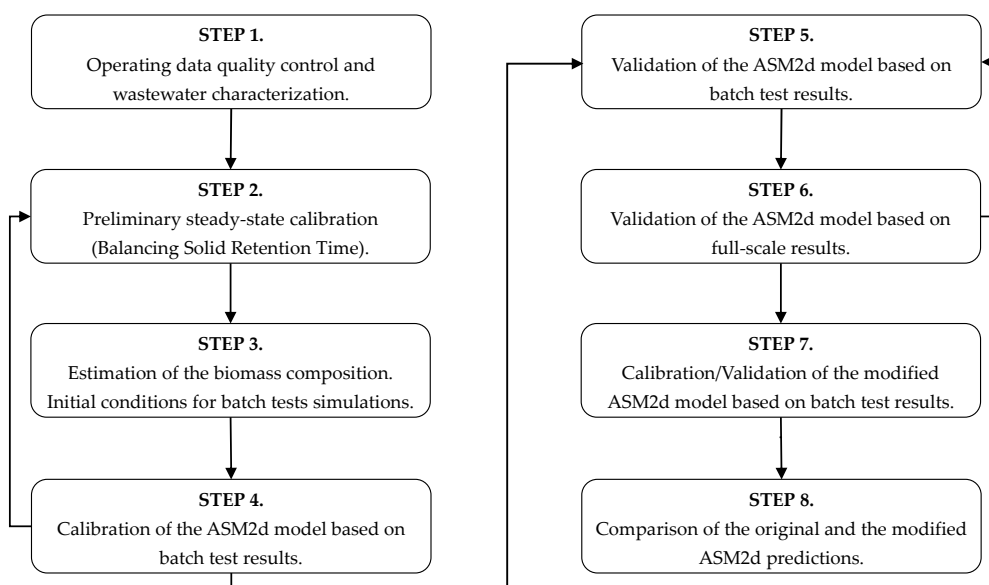 STEP 1.
Operating data quality control and
wastewater characterization.
STEP 2.
Preliminary steady-state calibration
(Balancing Solid Retention Time).
STEP 3.
Estimation of the biomass composition.
Initial conditions for batch tests simulations.
STEP 4.
Calibration of the ASM2d model based on
batch test results.
STEP 5.
Validation of the ASM2d model based on
batch test results.
STEP 6.
Validation of the ASM2d model based on
full-scale results.
STEP 7.
Calibration/Validation of the modified
ASM2d model based on batch test results.
STEP 8.
Comparison of the original and the modified
ASM2d predictions.